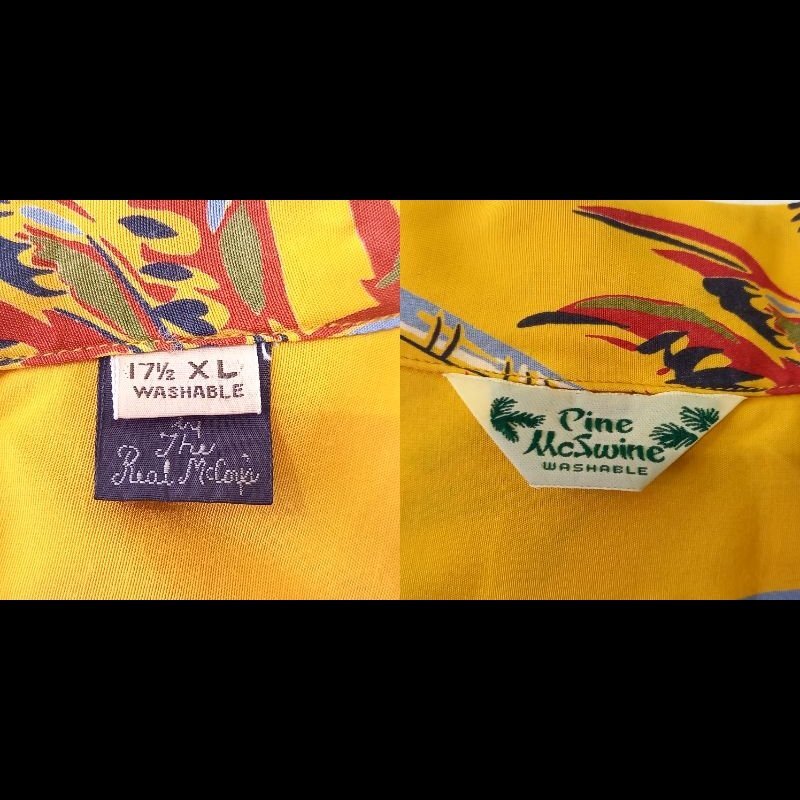 17½ XL
WASHABLE
by
The
Real McCoy's
Pine
McSwine
WASHABLE